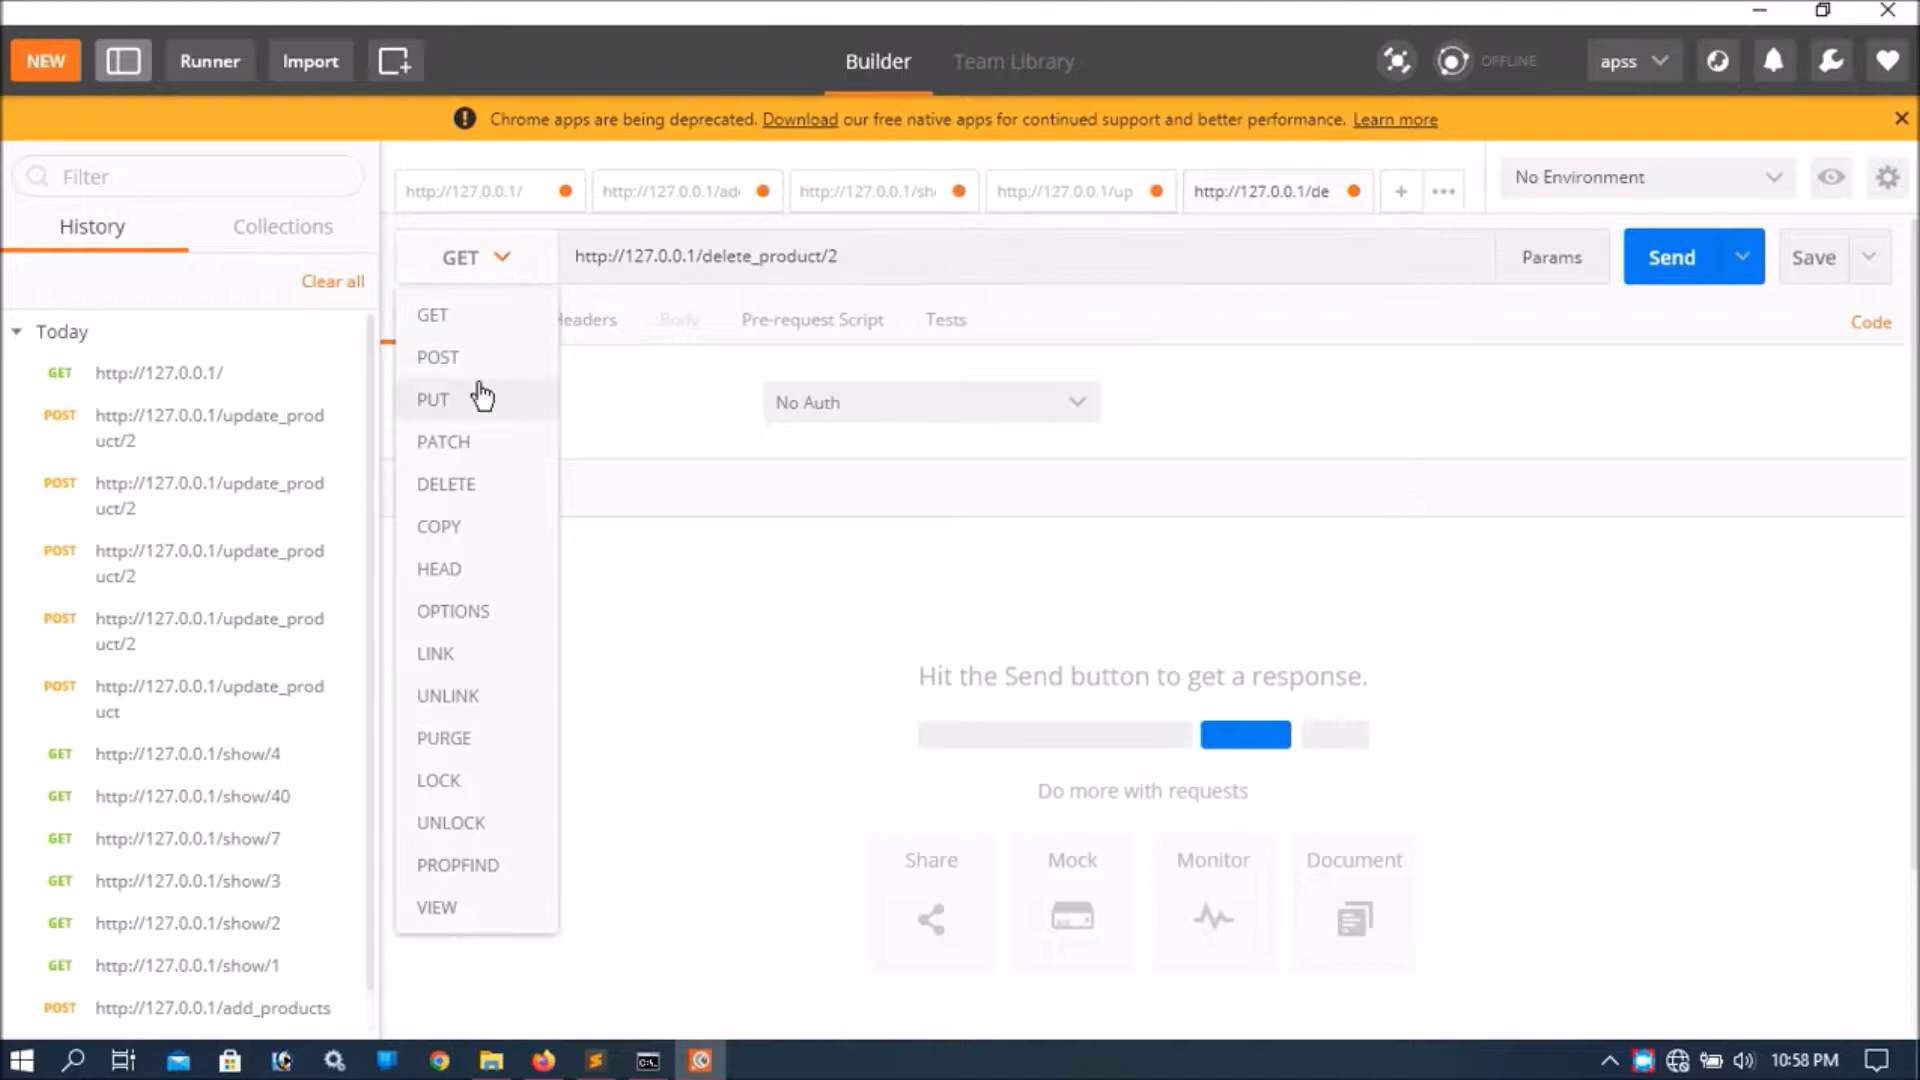 NEW
Runner
Import
Builder
Team Library
OFFLINE
apss
Chrome apps are being deprecated. Download our free native apps for continued support and better performance. Learn more
Filter
History
Collections
Clear all
Today
GET http://127.0.0.1/
POST http://127.0.0.1/update_prod
uct/2
POST http://127.0.0.1/update_prod
uct/2
POST http://127.0.0.1/update_prod
uct/2
POST http://127.0.0.1/update_prod
uct/2
POST http://127.0.0.1/update_prod
uct
GET http://127.0.0.1/show/4
GET http://127.0.0.1/show/40
GET http://127.0.0.1/show/7
GET http://127.0.0.1/show/3
GET http://127.0.0.1/show/2
GET http://127.0.0.1/show/1
POST http://127.0.0.1/add_products
http://127.0.0.1/
http://127.0.0.1/ad
http://127.0.0.1/sh
http://127.0.0.1/up
http://127.0.0.1/de
No Environment
GET
http://127.0.0.1/delete_product/2
Params
Send
Save
GET
POST
PUT
PATCH
DELETE
COPY
HEAD
OPTIONS
LINK
UNLINK
PURGE
LOCK
UNLOCK
PROPFIND
VIEW
Headers
Body
Pre-request Script
Tests
Code
No Auth
Hit the Send button to get a response.
Do more with requests
Share
Mock
Monitor
Document
10:58 PM